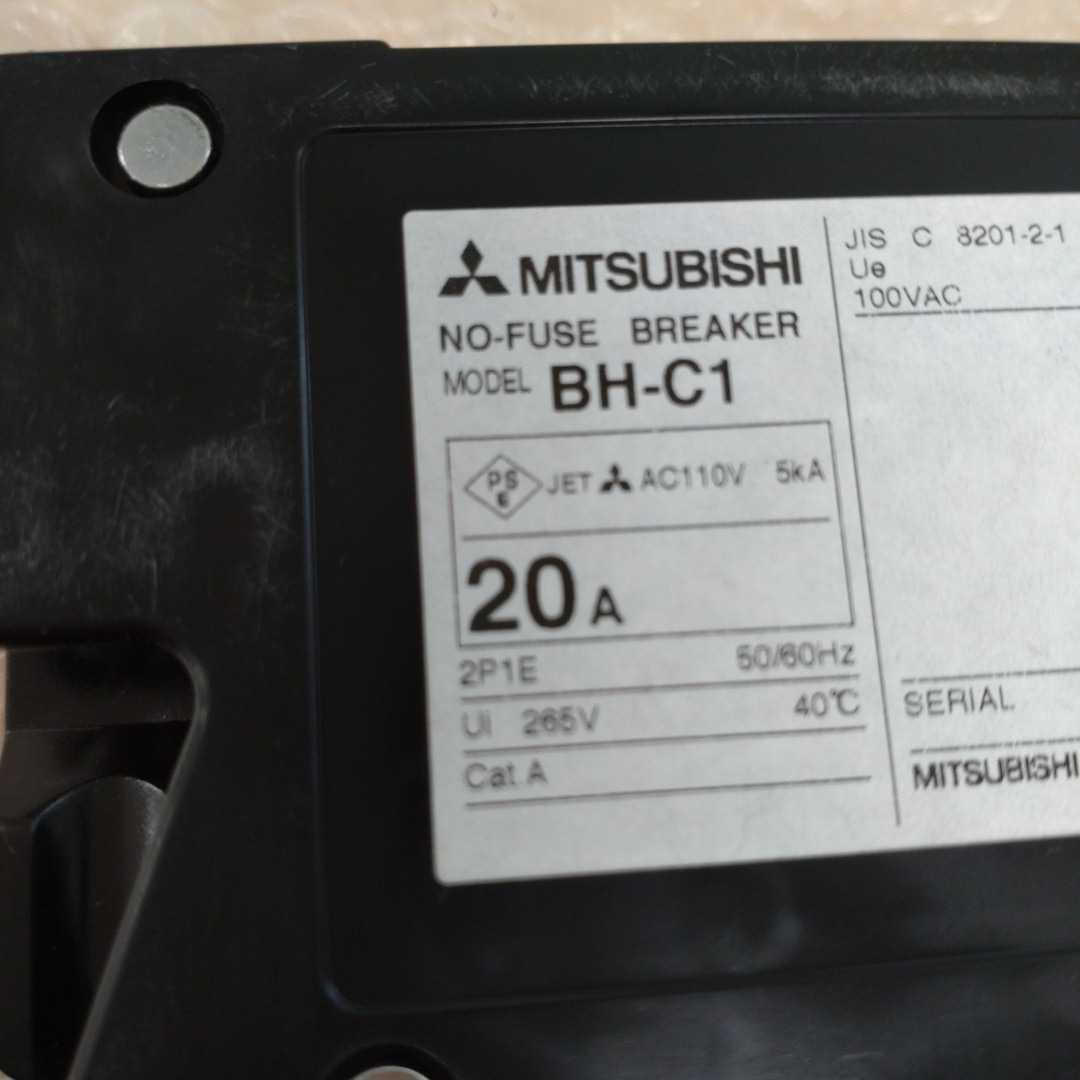 MITSUBISHI
NO-FUSE BREAKER
MODEL BH-C1
PS E JET AC110V 5kA
20 A
2P1E 50/60Hz
Ui 265V 40℃
Cat. A
JIS C 8201-2-1
Ue
100VAC
SERIAL
MITSUBISHI